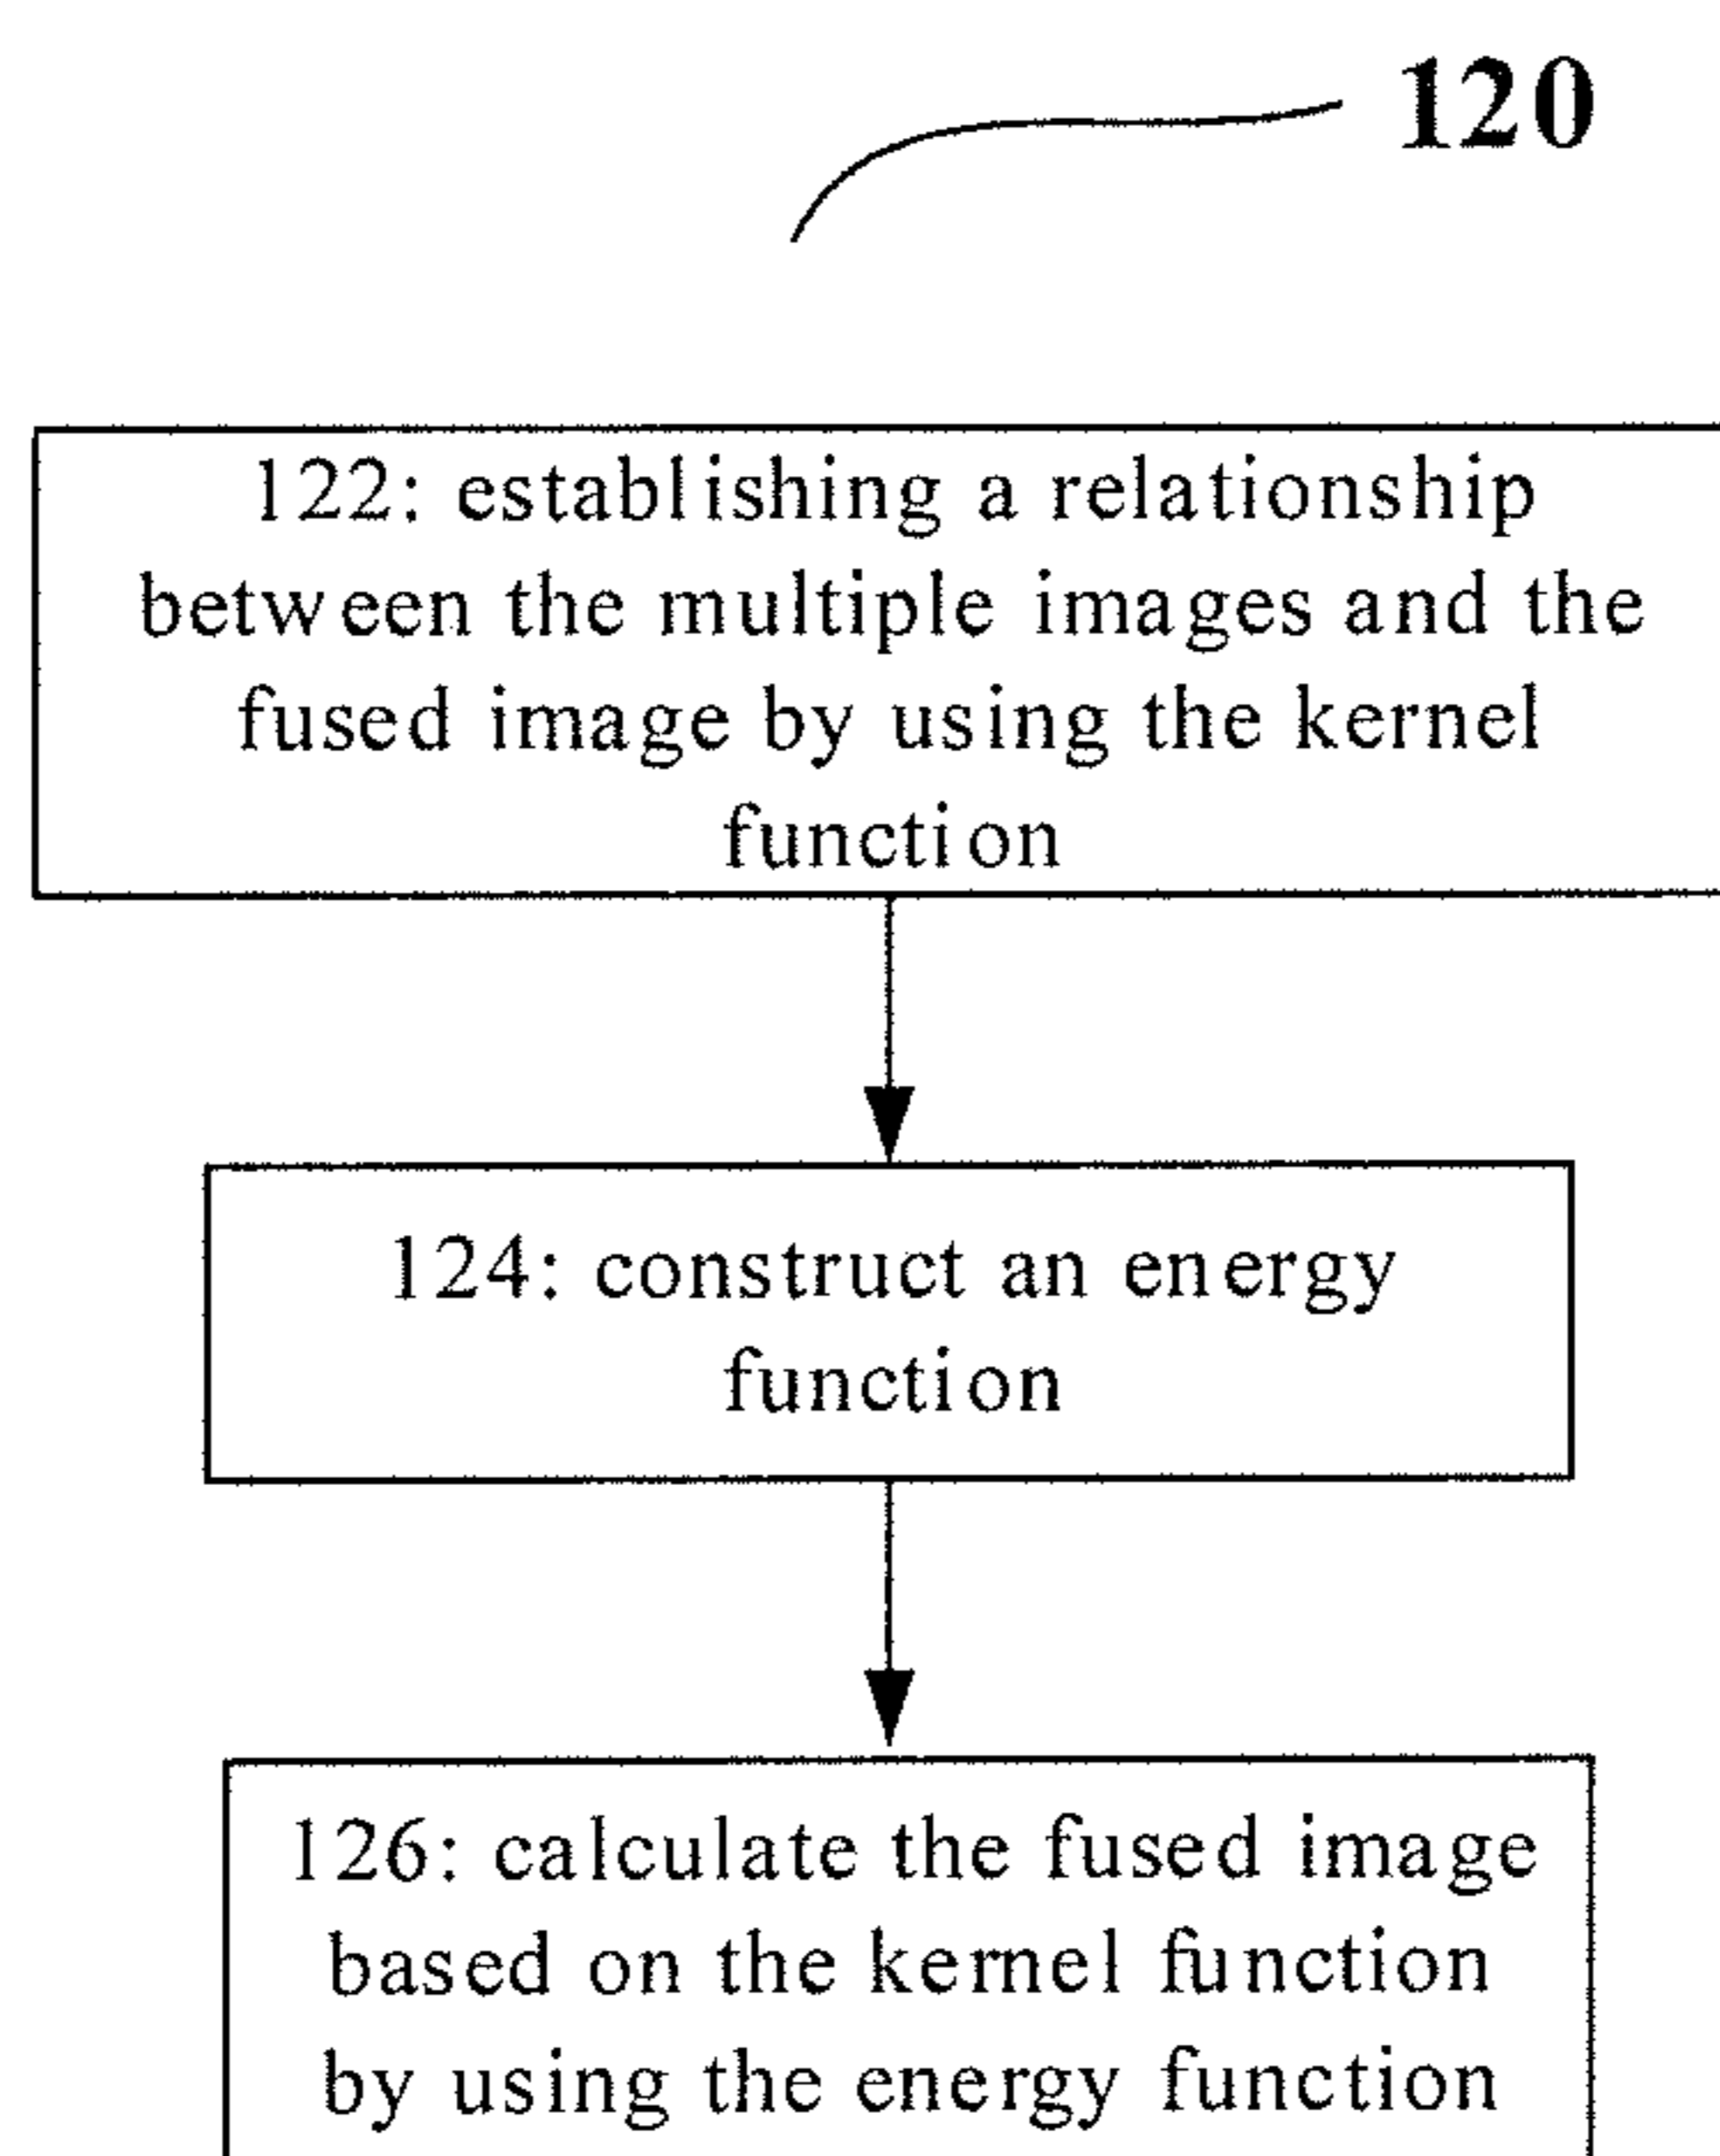 120
122: establishing a relationship
between the multiple images and the
fused image by using the kernel
function
124: construct an energy
function
126: calculate the fused image
based on the kernel function
by using the energy function